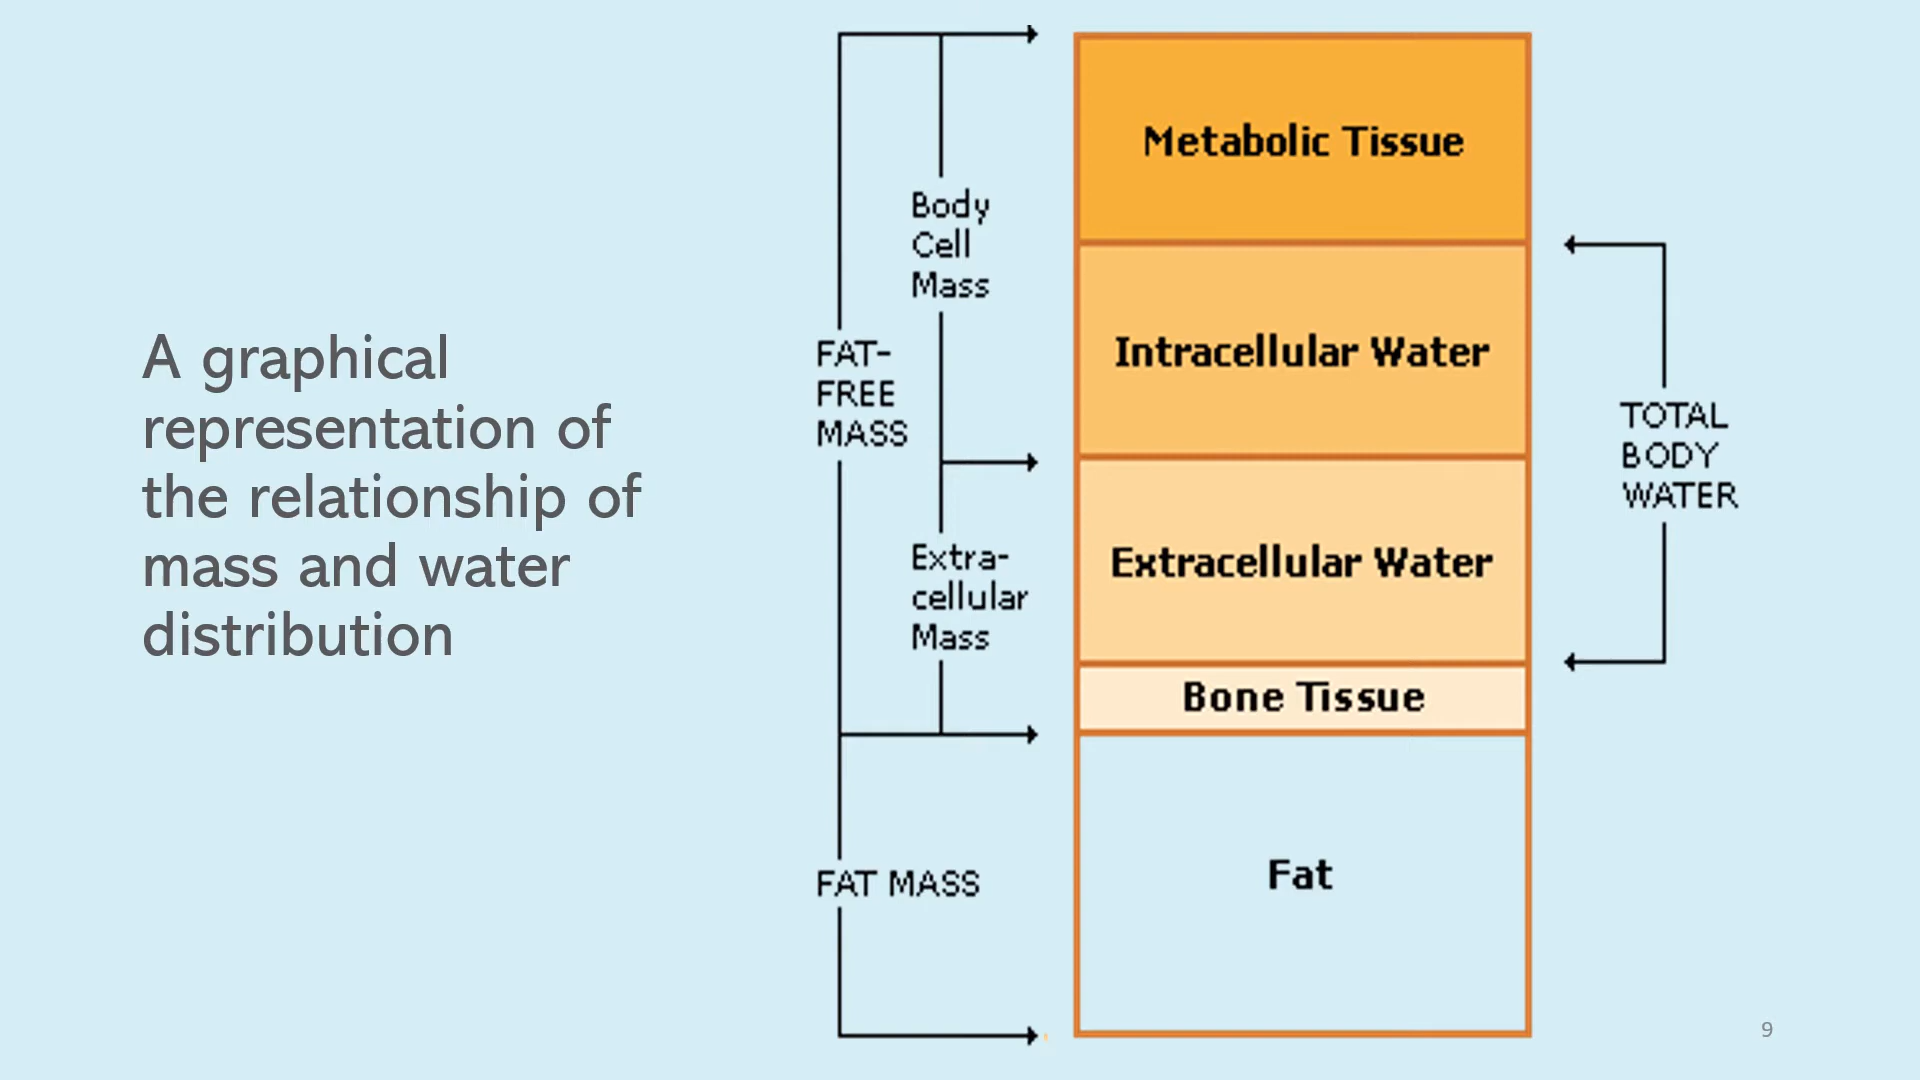 A graphical
representation of
the relationship of
mass and water
distribution
FAT-
FREE
MASS
FAT MASS
Body
Cell
Mass
Extra-
cellular
Mass
Metabolic Tissue
Intracellular Water
Extracellular Water
Bone Tissue
Fat
TOTAL
BODY
WATER
9